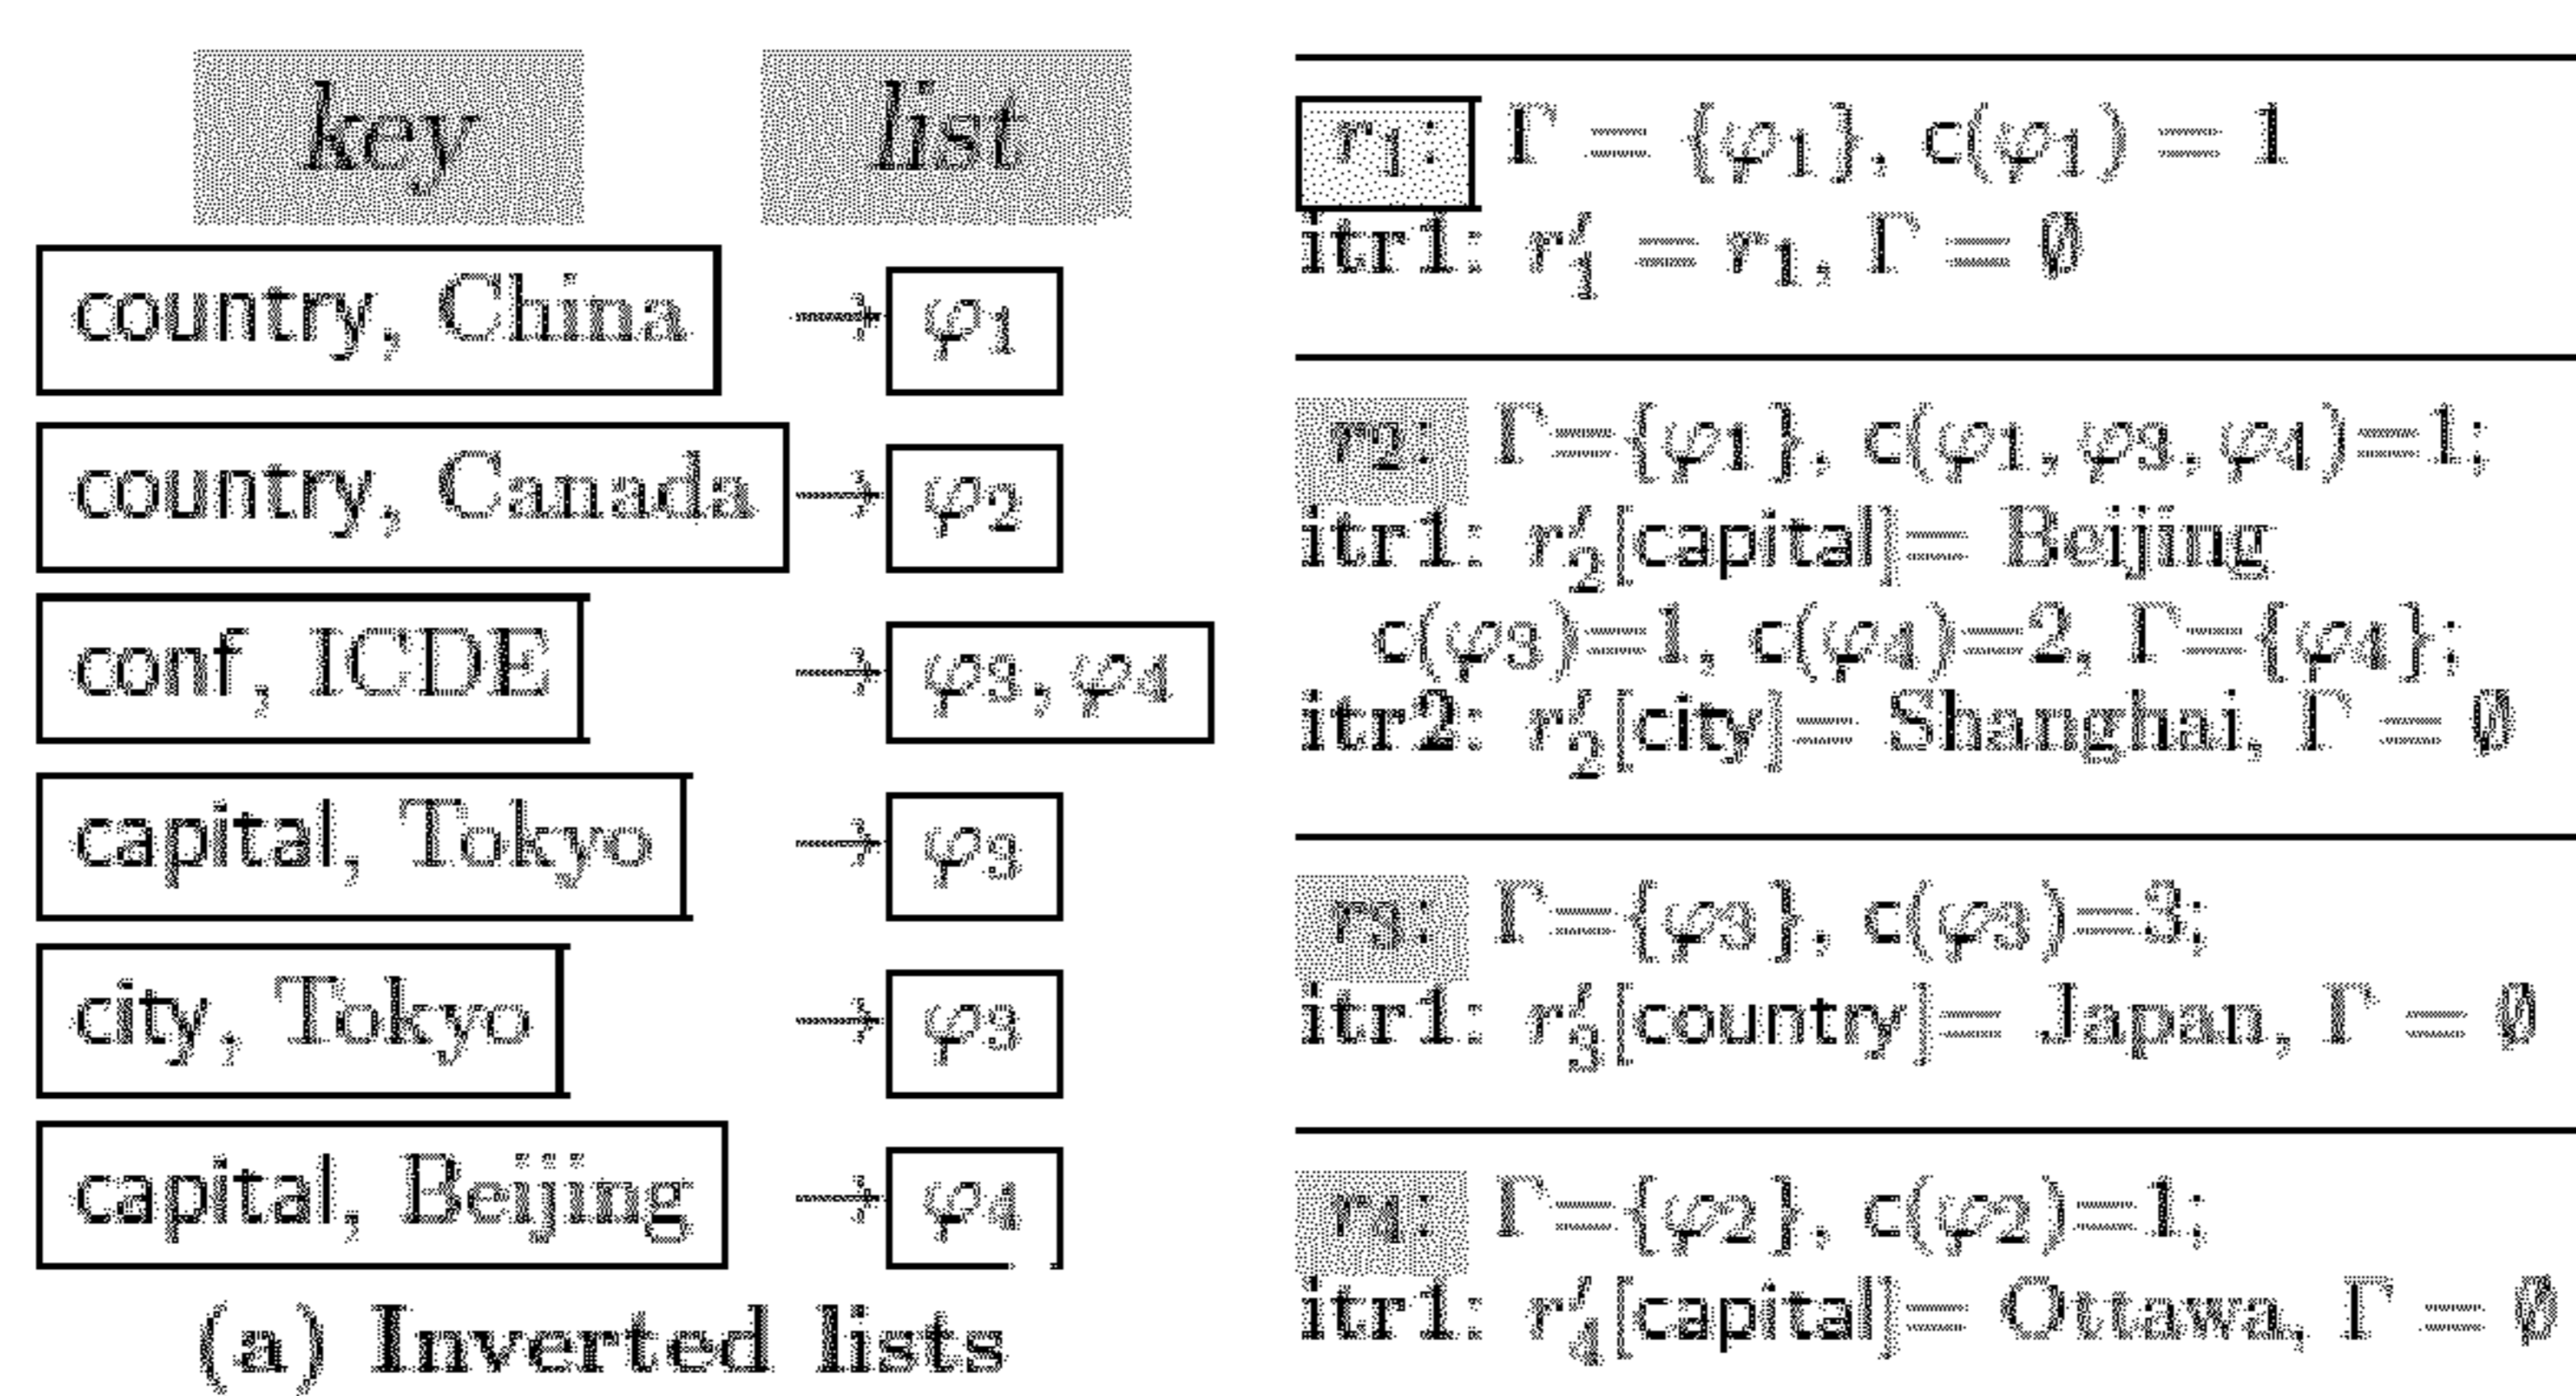 key list
country, China → φ1
country, Canada → φ2
conf, ICDE → φ3, φ4
capital, Tokyo → φ3
city, Tokyo → φ3
capital, Beijing → φ4
(a) Inverted lists
r1: Γ = {φ1}, c(φ1) = 1
itr1: r′1 = r1, Γ = ∅
r2: Γ={φ1}, c(φ1, φ3, φ4)=1;
itr1: r′2[capital]= Beijing
c(φ3)=1, c(φ4)=2, Γ={φ4};
itr2: r′2[city]= Shanghai, Γ = ∅
r3: Γ={φ3}, c(φ3)=3;
itr1: r′3[country]= Japan, Γ = ∅
r4: Γ={φ2}, c(φ2)=1;
itr1: r′4[capital]= Ottawa, Γ = ∅